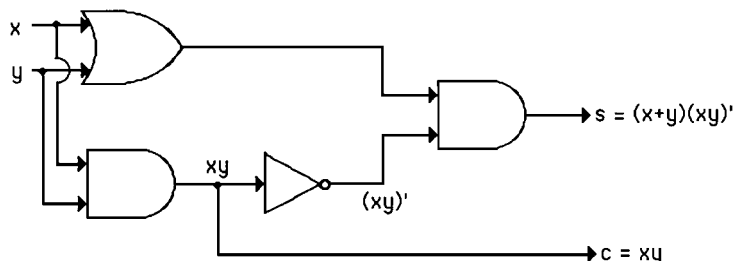 x
y
s = (x+y)(xy)'
xy
(xy)'
c = xy